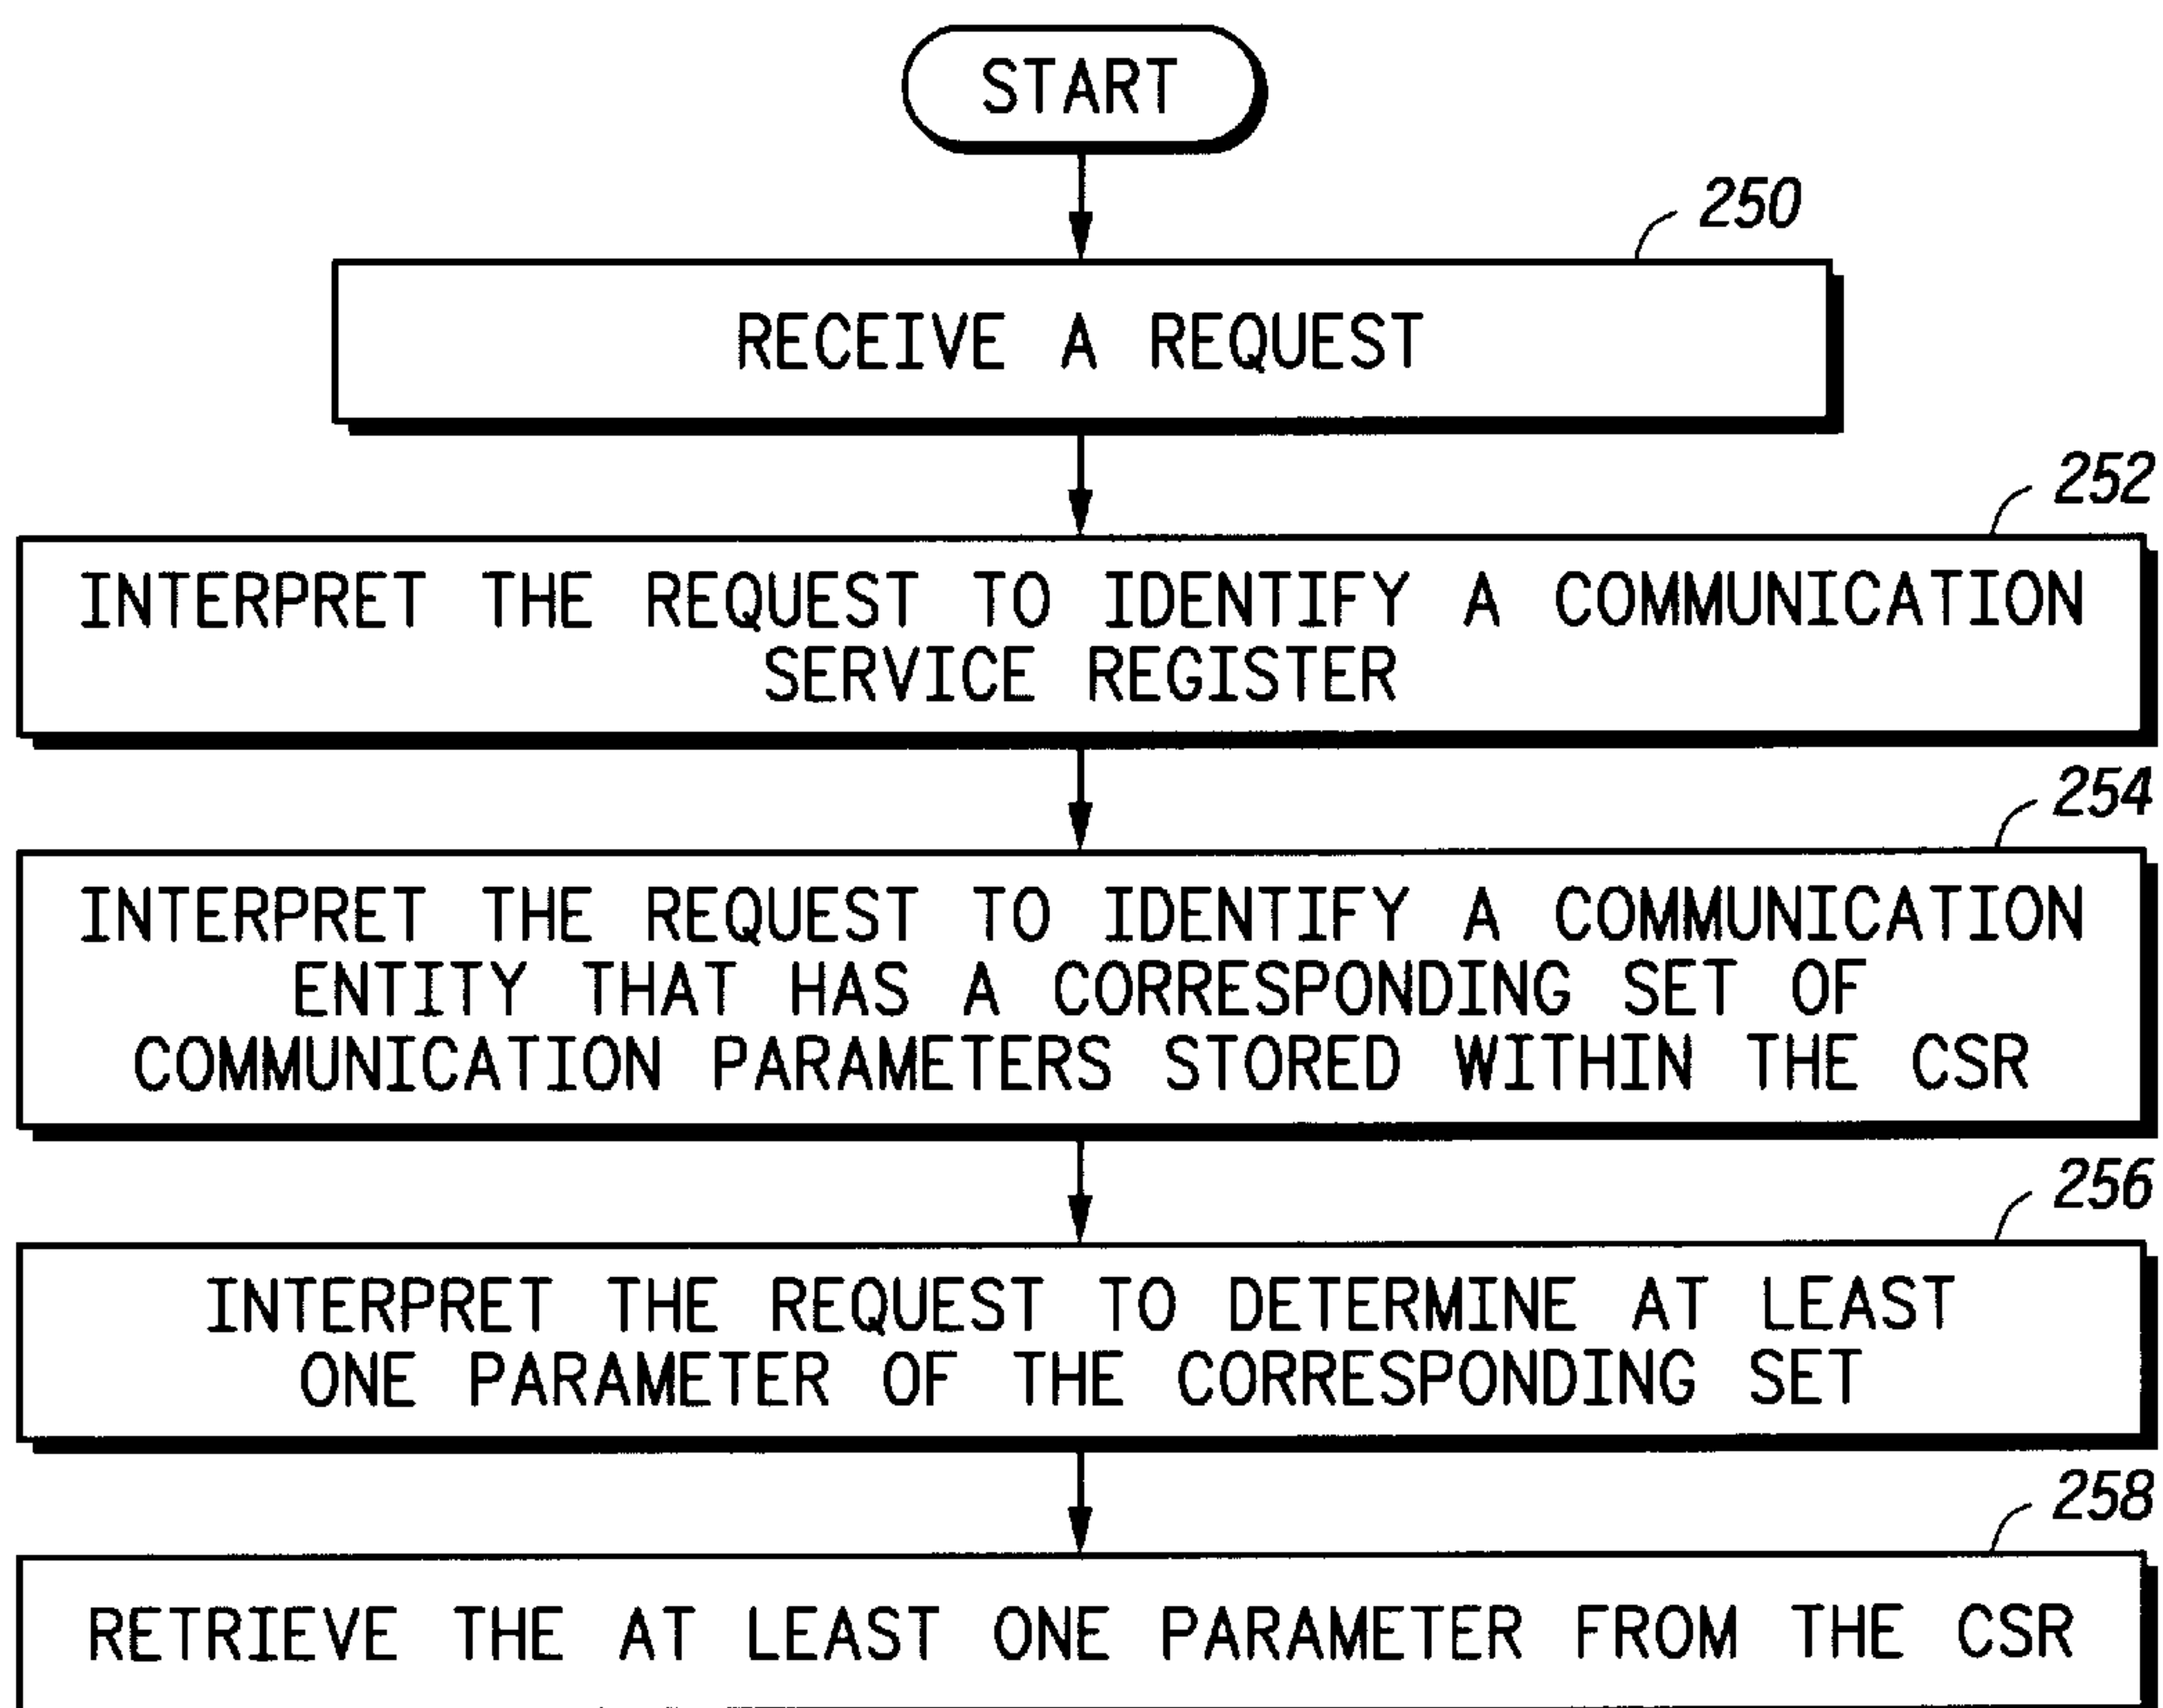 START
250
RECEIVE A REQUEST
252
INTERPRET THE REQUEST TO IDENTIFY A COMMUNICATION
SERVICE REGISTER
254
INTERPRET THE REQUEST TO IDENTIFY A COMMUNICATION
ENTITY THAT HAS A CORRESPONDING SET OF
COMMUNICATION PARAMETERS STORED WITHIN THE CSR
256
INTERPRET THE REQUEST TO DETERMINE AT LEAST
ONE PARAMETER OF THE CORRESPONDING SET
258
RETRIEVE THE AT LEAST ONE PARAMETER FROM THE CSR